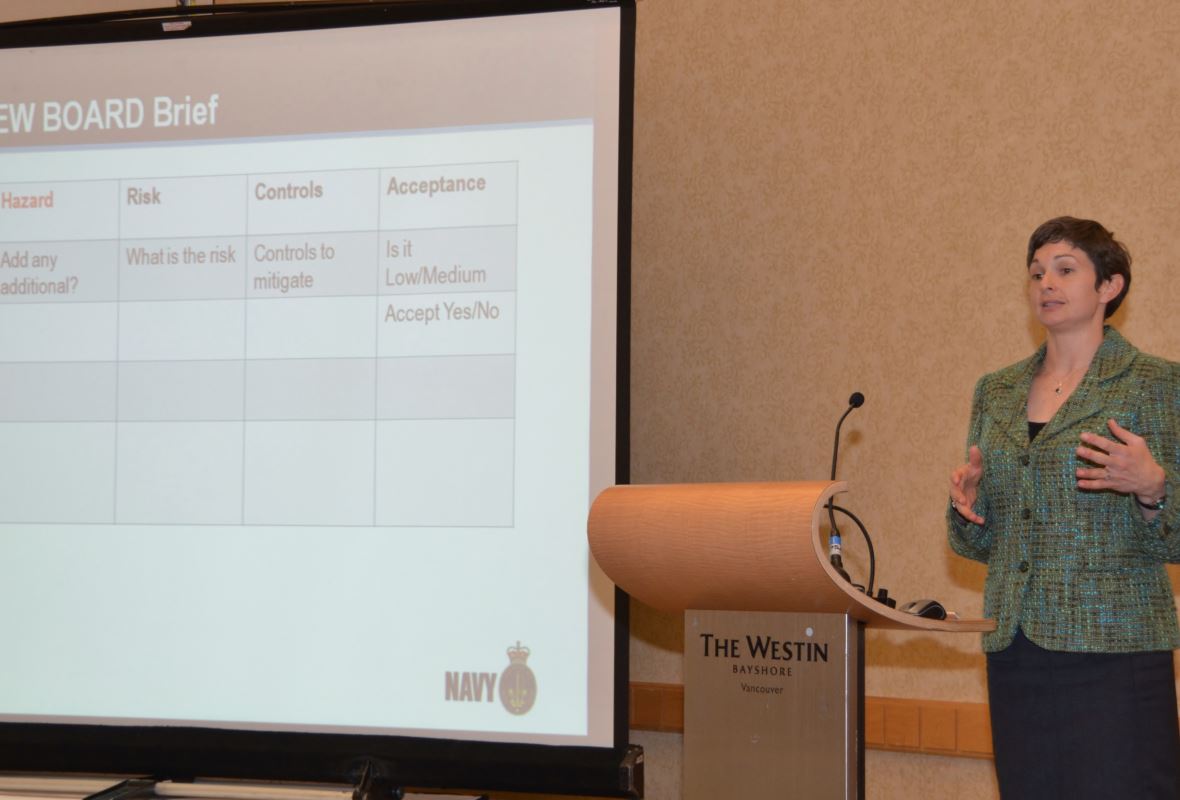 EW BOARD Brief
Hazard
Risk
Controls
Acceptance
Add any
additional?
What is the risk
Controls to
mitigate
Is it
Low/Medium
Accept Yes/No
NAVY
THE WESTIN
BAYSHORE
Vancouver